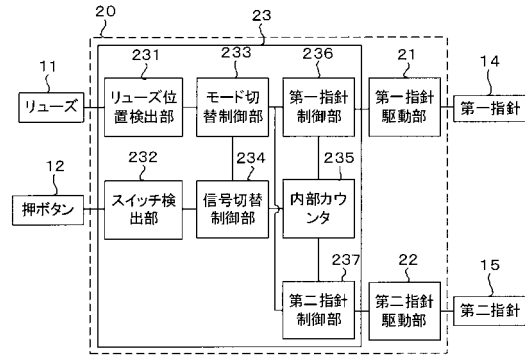 20
23
11
231
233
236
21
14
リューズ
リューズ位
置検出部
モード切
替制御部
第一指針
制御部
第一指針
駆動部
第一指針
12
232
234
235
押ボタン
スイッチ検
出部
信号切替
制御部
内部カウン
タ
237
22
15
第二指針
制御部
第二指針
駆動部
第二指針